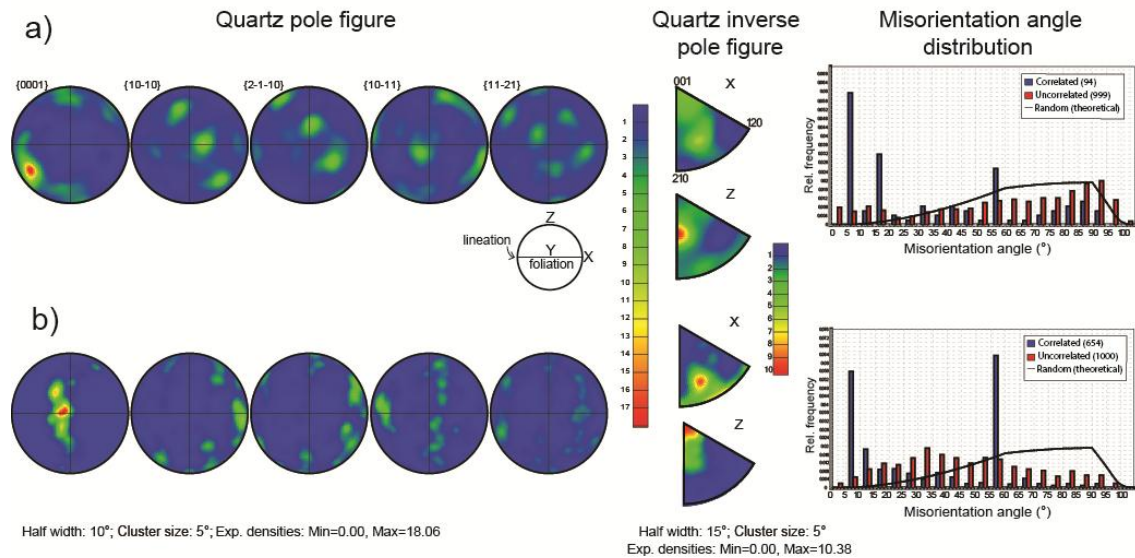 Quartz pole figure
Quartz inverse
pole figure
Misorientation angle
distribution
a)
{0001}
{10-10}
{2-1-10}
{10-11}
{11-21}
1
2
3
4
5
6
7
8
9
10
11
12
13
14
15
16
17
001
X
120
210
Z
1
2
3
4
5
6
7
8
9
10
Rel. frequency
Correlated (94)
Uncorrelated (999)
Random (theoretical)
0 5 10 15 20 25 30 35 40 45 50 55 60 65 70 75 80 85 90 95 100
Misorientation angle (°)
Z
lineation
Y
X
foliation
b)
X
Z
Rel. frequency
Correlated (654)
Uncorrelated (1000)
Random (theoretical)
0 5 10 15 20 25 30 35 40 45 50 55 60 65 70 75 80 85 90 95 100
Misorientation angle (°)
Half width: 10°; Cluster size: 5°; Exp. densities: Min=0.00, Max=18.06
Half width: 15°; Cluster size: 5°
Exp. densities: Min=0.00, Max=10.38